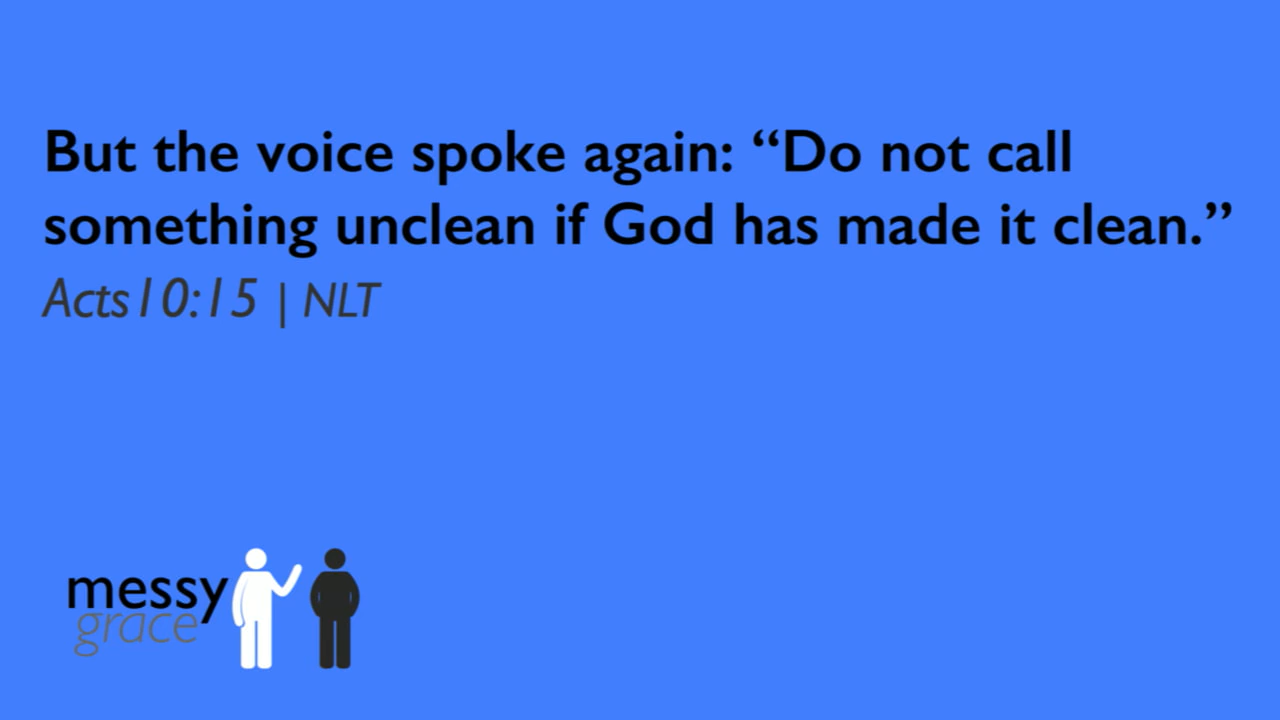 But the voice spoke again: “Do not call
something unclean if God has made it clean.”
Acts10:15 | NLT
messy
grace